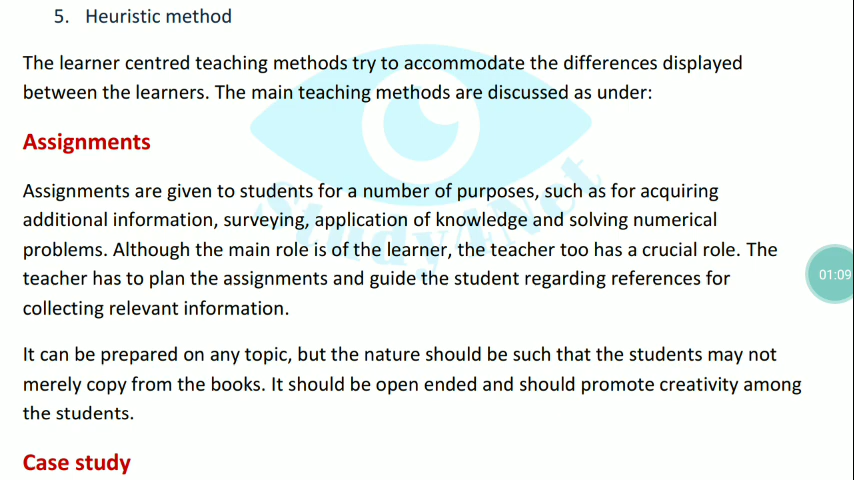 5. Heuristic method
The learner centred teaching methods try to accommodate the differences displayed
between the learners. The main teaching methods are discussed as under:
Assignments
Assignments are given to students for a number of purposes, such as for acquiring
additional information, surveying, application of knowledge and solving numerical
problems. Although the main role is of the learner, the teacher too has a crucial role. The
teacher has to plan the assignments and guide the student regarding references for
collecting relevant information.
01:09
It can be prepared on any topic, but the nature should be such that the students may not
merely copy from the books. It should be open ended and should promote creativity among
the students.
Case study
Study4Net